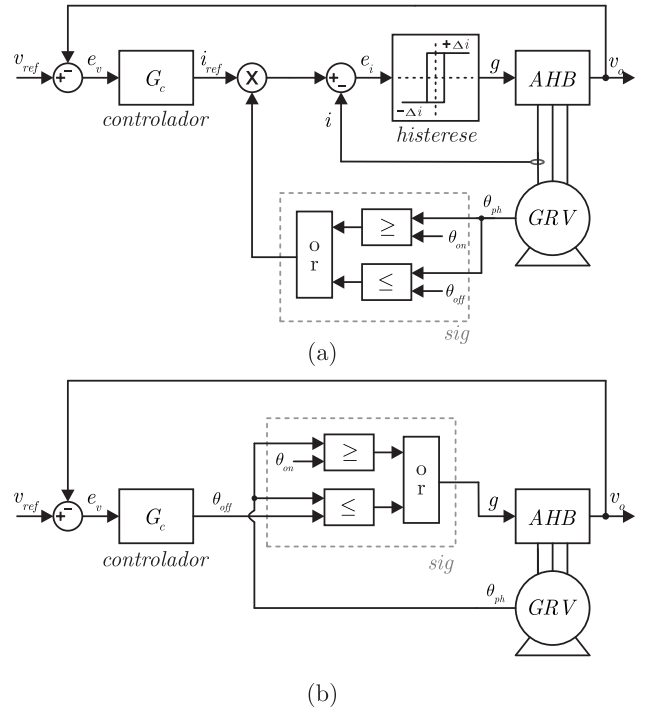 v_ref
+
−
e_v
G_c
controlador
i_ref
x
+
−
i
e_i
+Δi
−Δi
histerese
g
AHB
v_o
GRV
θ_ph
≥
θ_on
≤
θ_off
o
r
sig
(a)
v_ref
+
−
e_v
G_c
controlador
θ_off
θ_on
≥
≤
o
r
sig
g
AHB
v_o
θ_ph
GRV
(b)